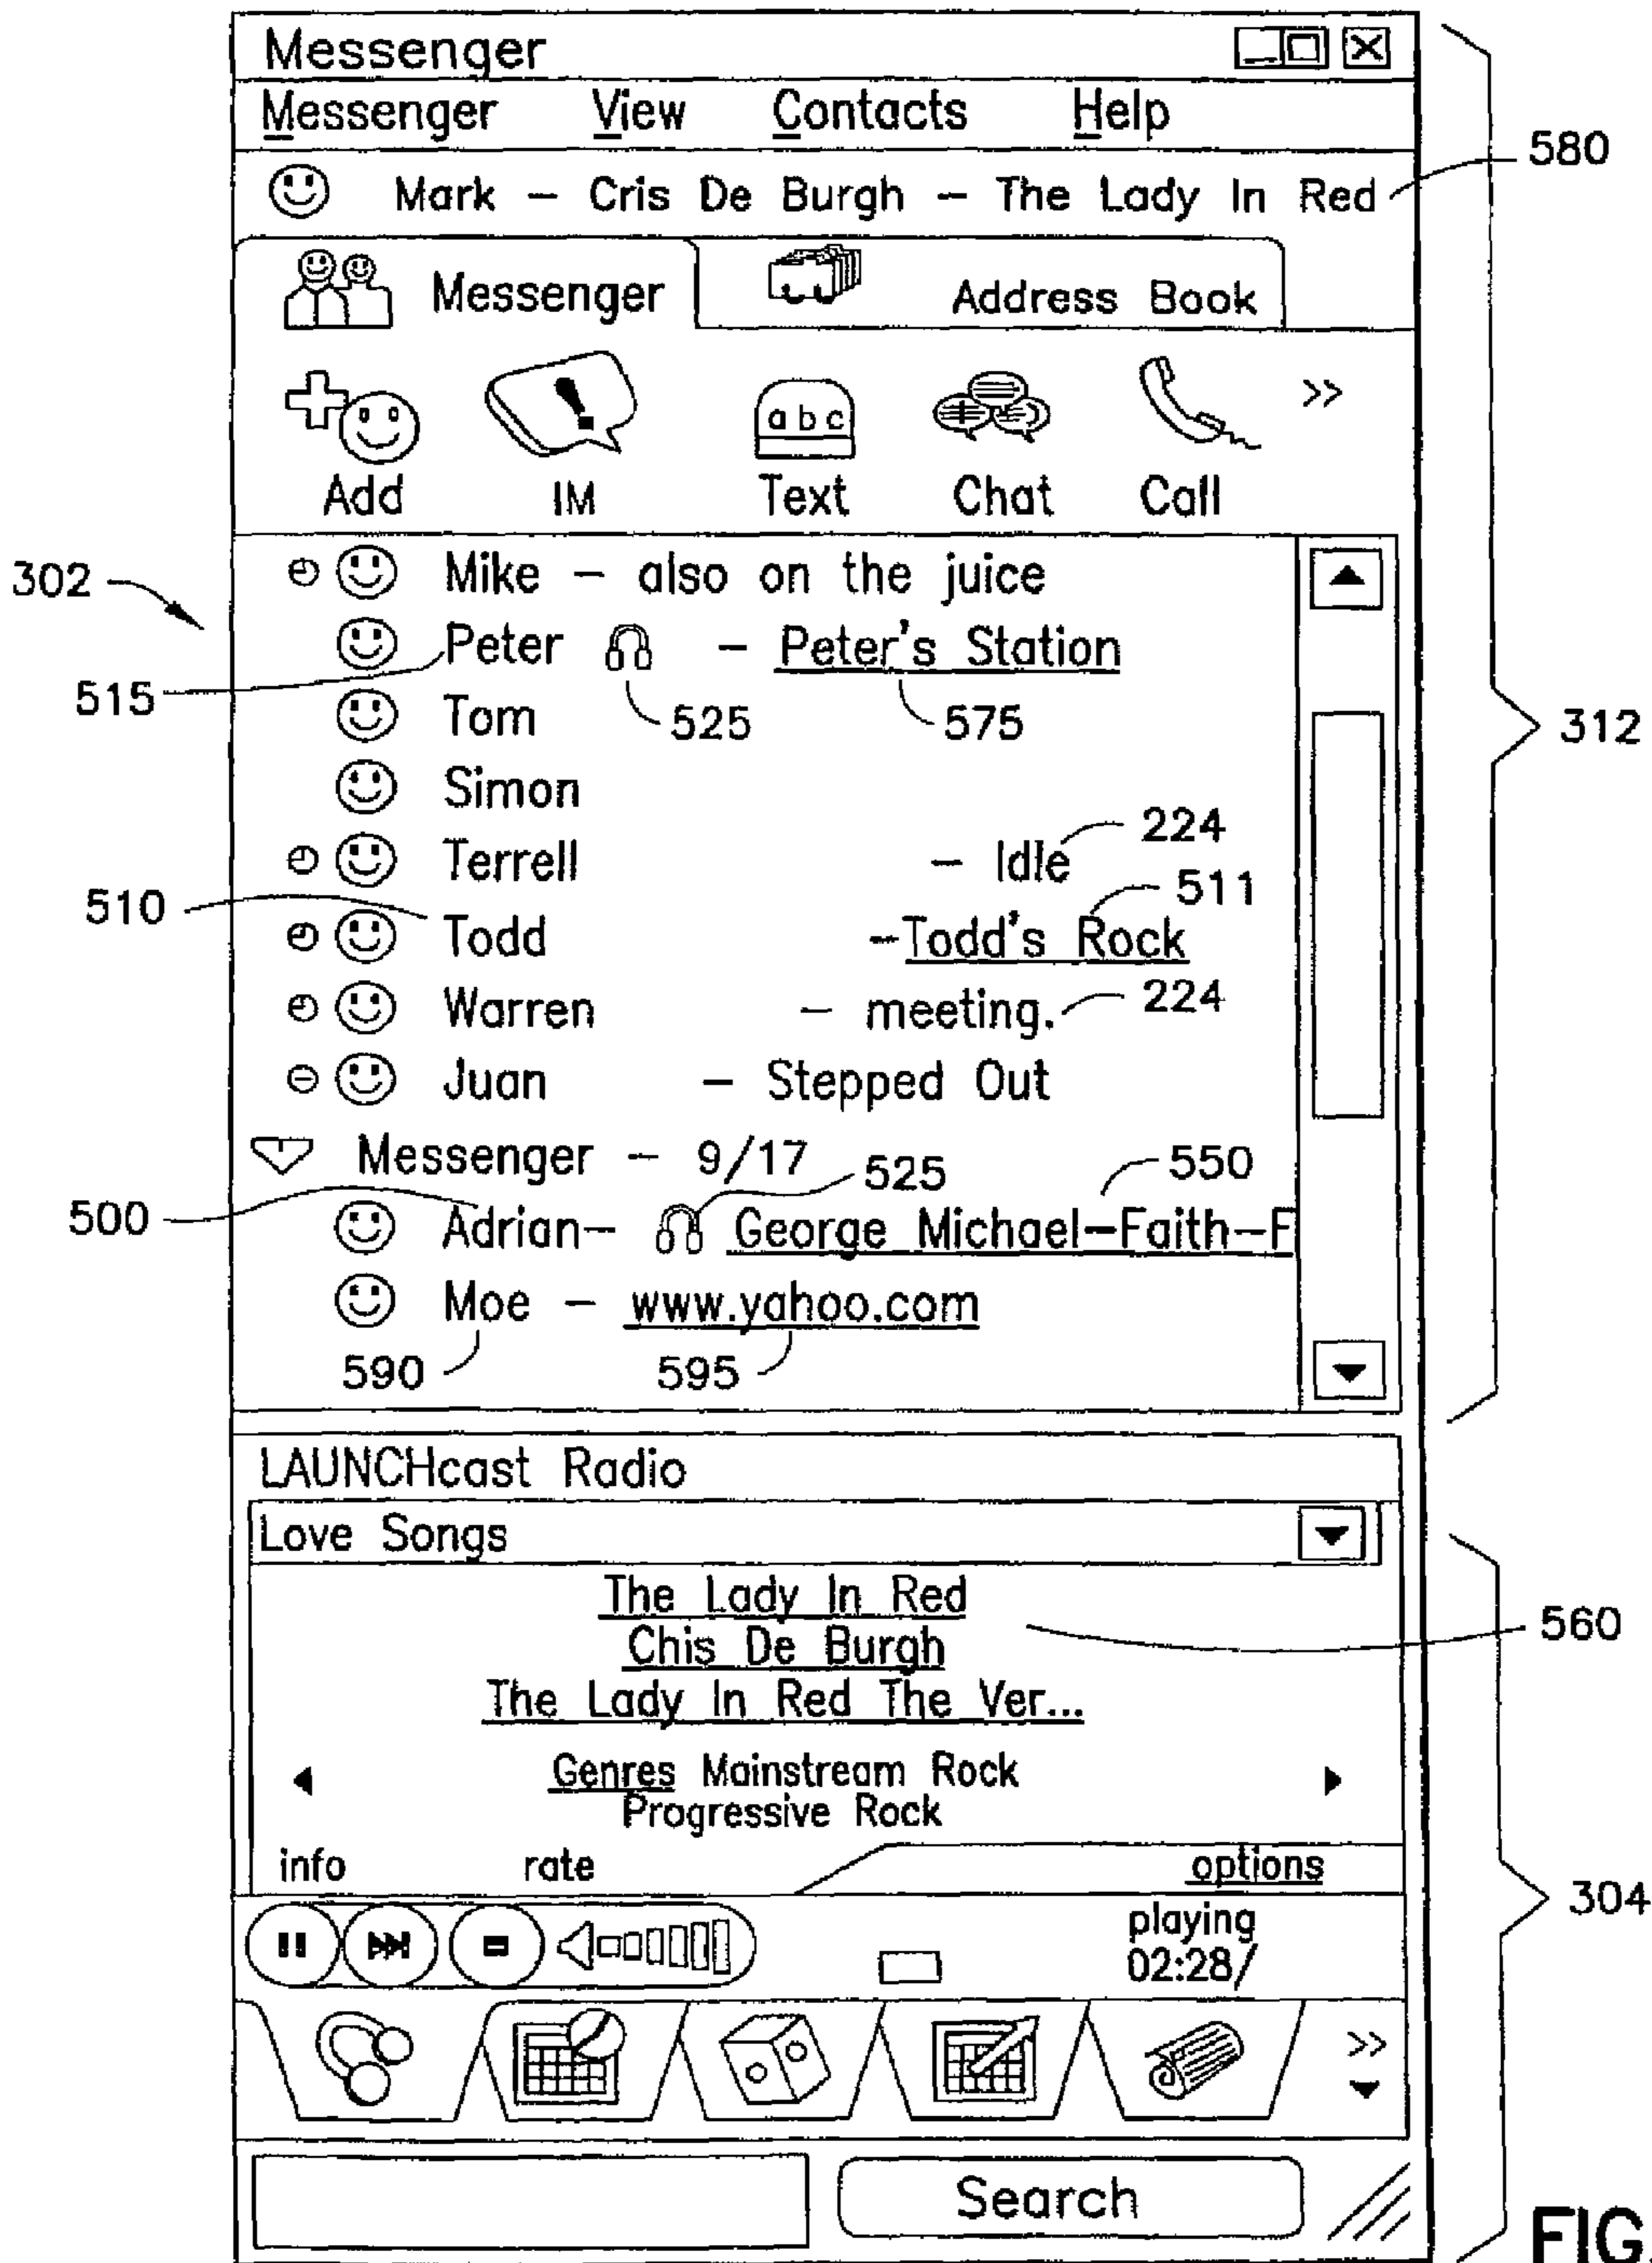 Messenger
Messenger View Contacts Help
580
Mark – Cris De Burgh – The Lady In Red
Messenger Address Book
abc
Add IM Text Chat Call >>
302
Mike – also on the juice
Peter – Peter's Station
515 525 575
Tom
312
Simon
224
Terrell – Idle
511
510
Todd –Todd's Rock
Warren – meeting. 224
Juan – Stepped Out
Messenger – 9/17
525 550
500
Adrian– George Michael–Faith–F
Moe – www.yahoo.com
590 595
LAUNCHcast Radio
Love Songs
The Lady In Red
560
Chis De Burgh
The Lady In Red The Ver...
Genres Mainstream Rock
Progressive Rock
info rate options
304
playing
02:28/
>>
Search
FIG